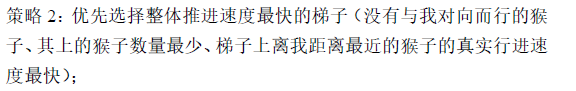 策略 2：优先选择整体推进速度最快的梯子（没有与我对向而行的猴
子、其上的猴子数量最少、梯子上离我距离最近的猴子的真实行进速
度最快）；